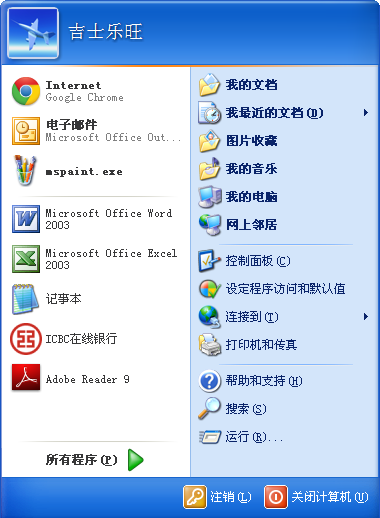 吉士乐旺
Internet
Google Chrome
电子邮件
Microsoft Office Out...
mspaint.exe
Microsoft Office Word
2003
Microsoft Office Excel
2003
记事本
ICBC在线银行
Adobe Reader 9
所有程序(P)
我的文档
我最近的文档(D)
图片收藏
我的音乐
我的电脑
网上邻居
控制面板(C)
设定程序访问和默认值
连接到(T)
打印机和传真
帮助和支持(H)
搜索(S)
运行(R)...
注销(L)
关闭计算机(U)